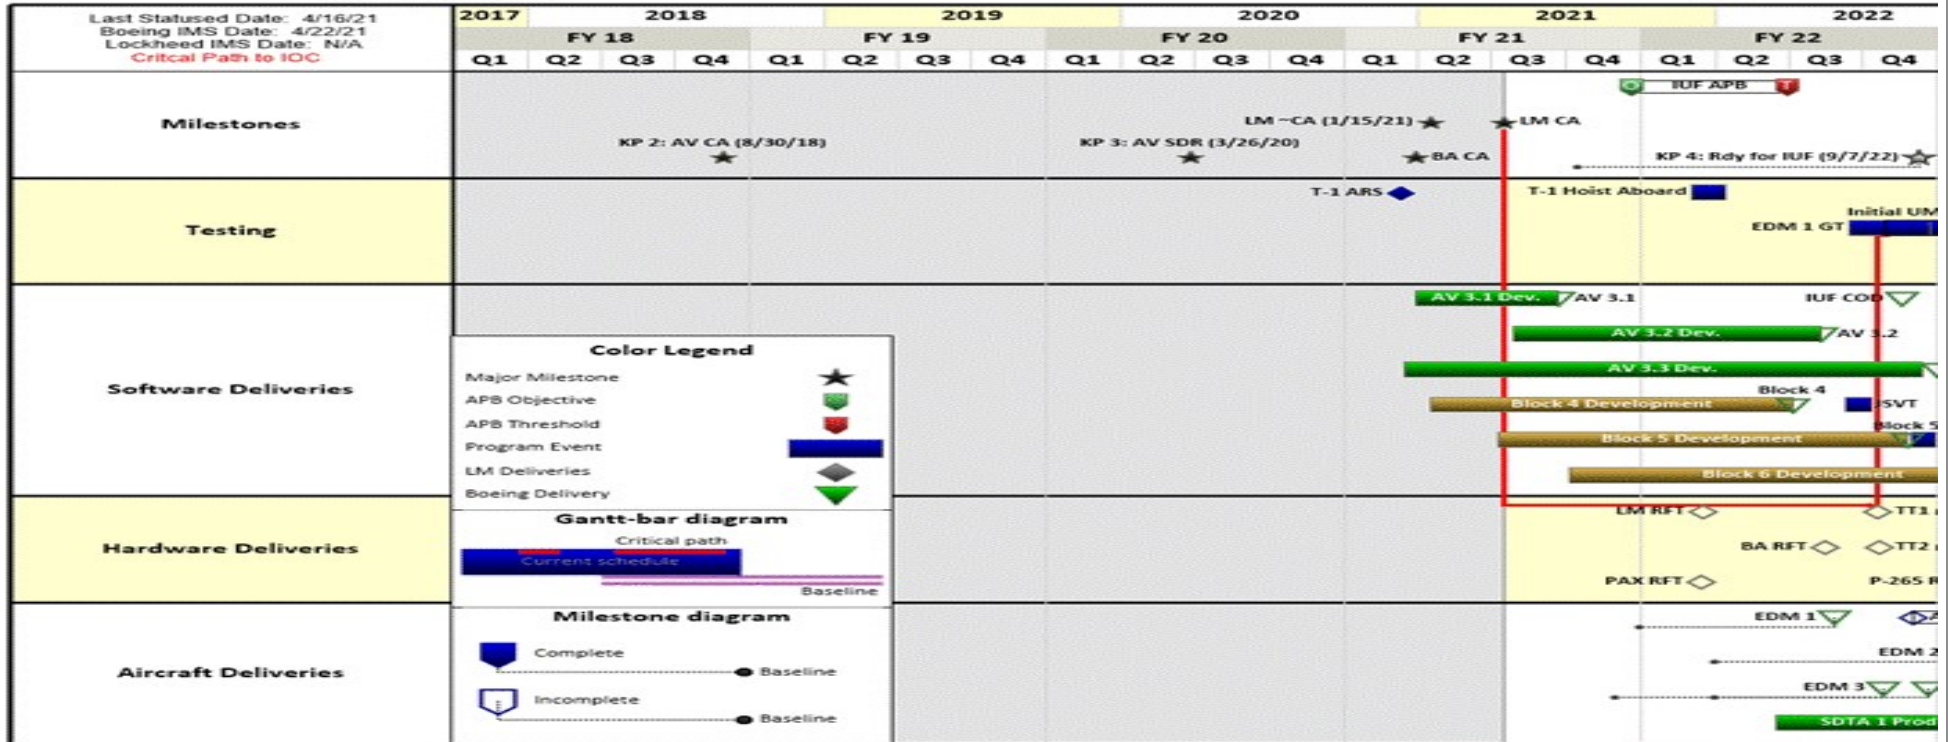 Last Statused Date: 4/16/21
Boeing IMS Date: 4/22/21
Lockheed IMS Date: N/A
Critcal Path to IOC
2017 2018 2019 2020 2021 2022
FY 18 FY 19 FY 20 FY 21 FY 22
Q1 Q2 Q3 Q4 Q1 Q2 Q3 Q4 Q1 Q2 Q3 Q4 Q1 Q2 Q3 Q4 Q1 Q2 Q3 Q4
Milestones
IUF APB
LM ~CA (1/15/21) LM CA
KP 2: AV CA (8/30/18) KP 3: AV SDR (3/26/20) BA CA KP 4: Rdy for IUF (9/7/22)
Testing
T-1 ARS T-1 Hoist Aboard
Initial UM
EDM 1 GT
Software Deliveries
AV 3.1 Dev. AV 3.1 IUF COD
AV 3.2 Dev. AV 3.2
AV 3.3 Dev.
Block 4
Block 4 Development JSVT
Block 5
Block 5 Development
Block 6 Development
Color Legend
Major Milestone
APB Objective
APB Threshold
Program Event
LM Deliveries
Boeing Delivery
Gantt-bar diagram
Critical path
Current schedule
Baseline
Milestone diagram
Complete
Baseline
Incomplete
Baseline
Hardware Deliveries
LM RFT TT1
BA RFT TT2
PAX RFT P-265 R
Aircraft Deliveries
EDM 1
EDM 2
EDM 3
SDTA 1 Prod